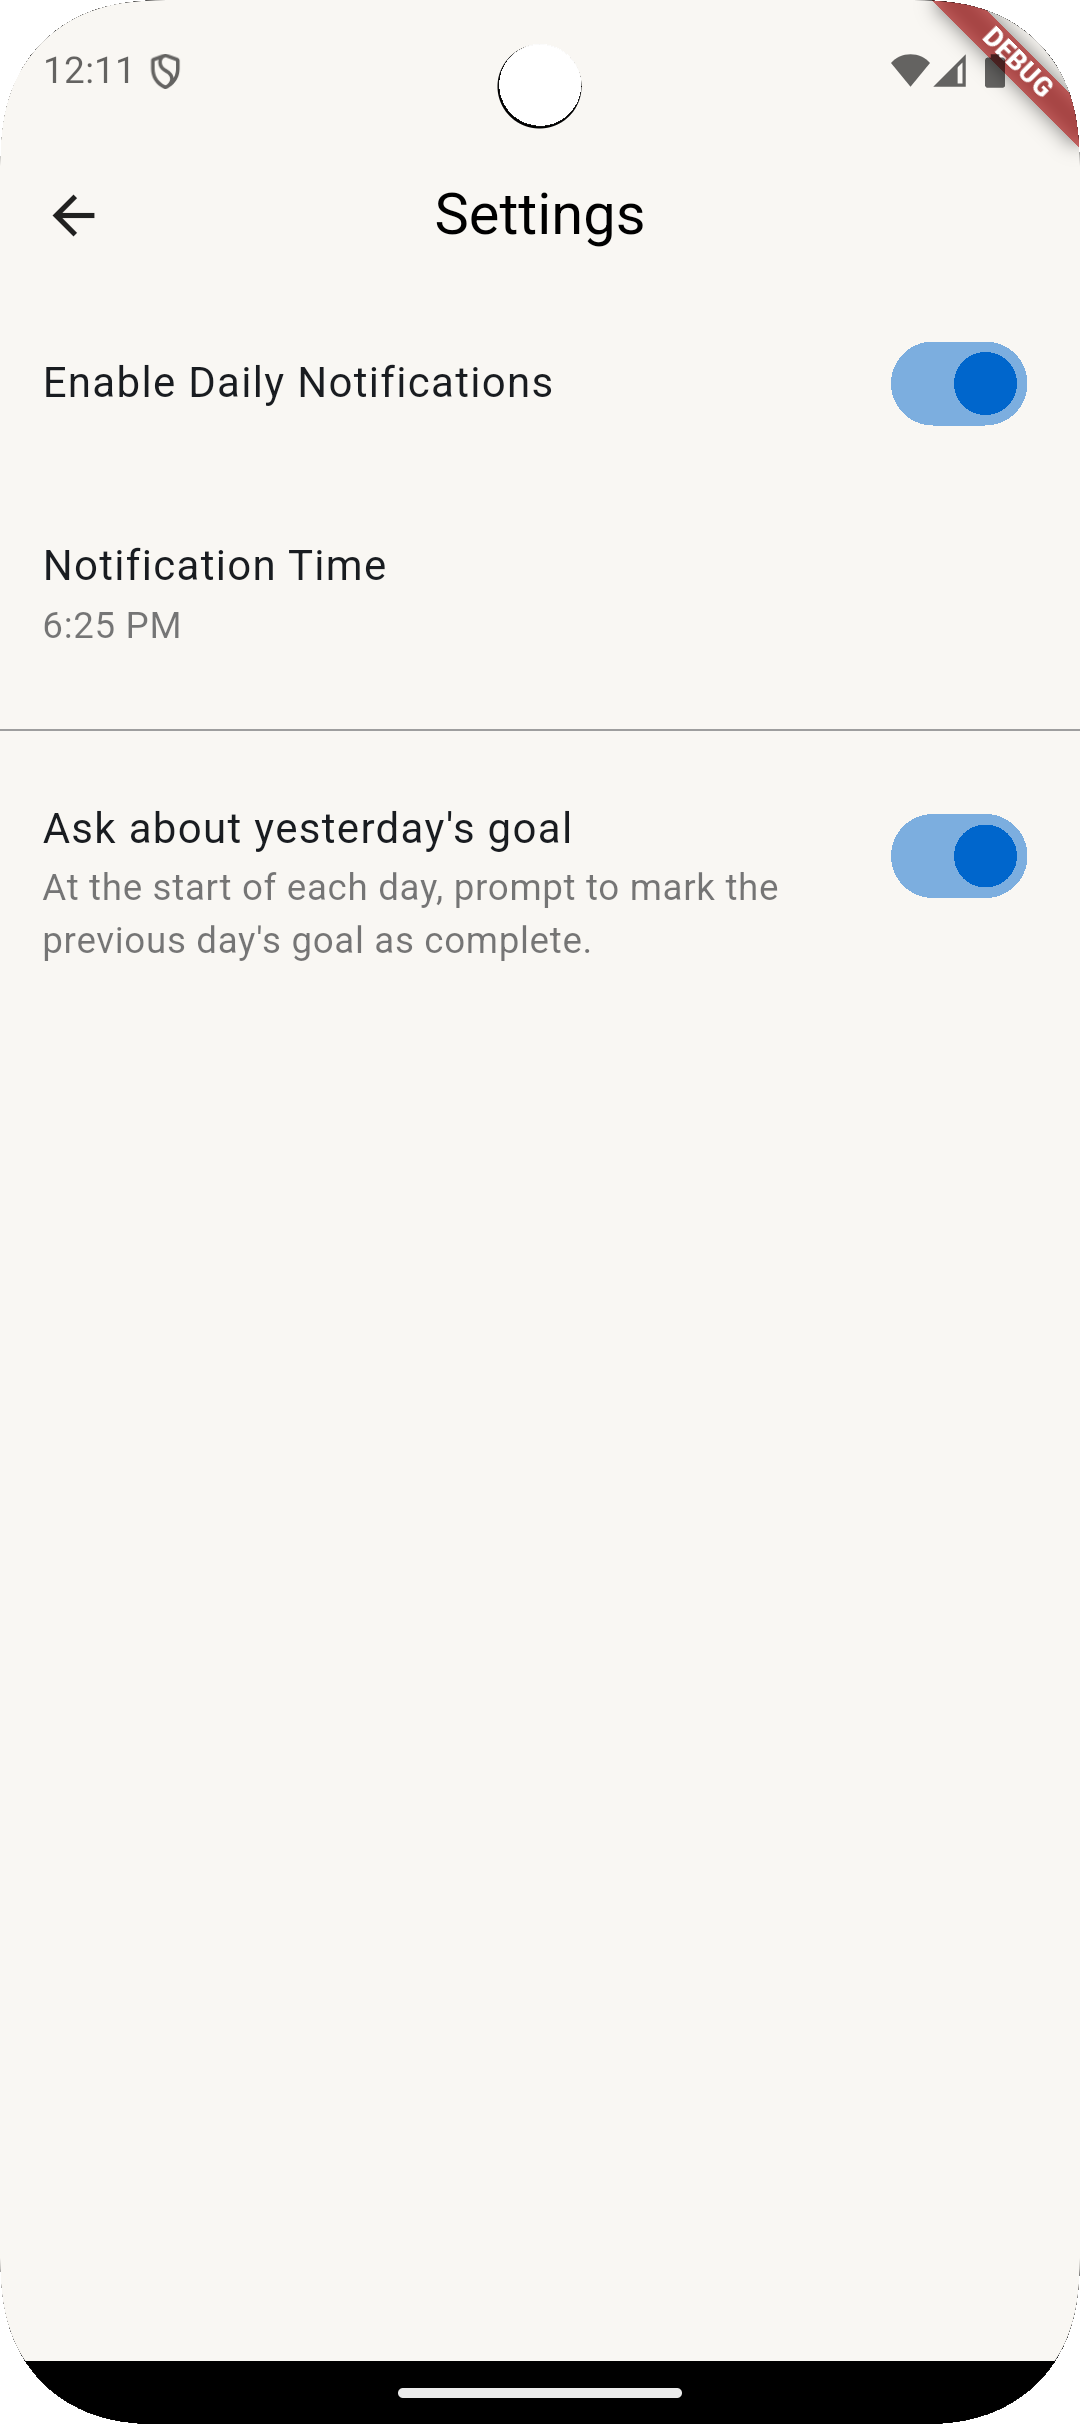 12:11
DEBUG
Settings
Enable Daily Notifications
Notification Time
6:25 PM
Ask about yesterday's goal
At the start of each day, prompt to mark the
previous day's goal as complete.